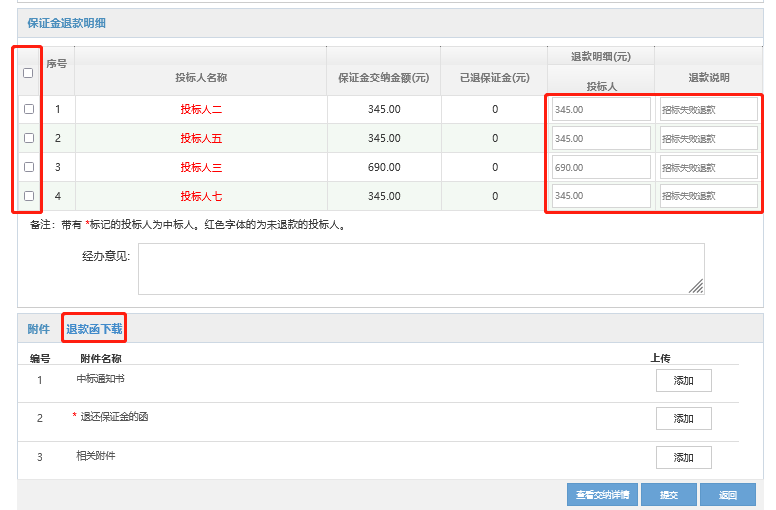 保证金退款明细
序号 投标人名称 保证金交纳金额(元) 已退保证金(元) 退款明细(元) 退款说明
投标人
1 投标人二 345.00 0 345.00 招标失败退款
2 投标人五 345.00 0 345.00 招标失败退款
3 投标人三 690.00 0 690.00 招标失败退款
4 投标人七 345.00 0 345.00 招标失败退款
备注：带有 *标记的投标人为中标人。红色字体的为未退款的投标人。
经办意见:
附件 退款函下载
编号 附件名称 上传
1 中标通知书 添加
2 * 退还保证金的函 添加
3 相关附件 添加
查看交纳详情 提交 返回